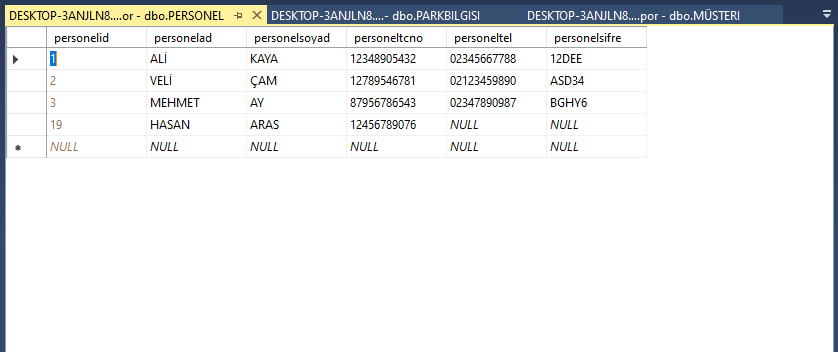 DESKTOP-3ANJLN8....or - dbo.PERSONEL DESKTOP-3ANJLN8....- dbo.PARKBILGISI DESKTOP-3ANJLN8....por - dbo.MÜSTERI
personelid personelad personelsoyad personeltcno personeltel personelsifre
1 ALİ KAYA 12348905432 02345667788 12DEE
2 VELİ ÇAM 12789546781 02123459890 ASD34
3 MEHMET AY 87956786543 02347890987 BGHY6
19 HASAN ARAS 12456789076 NULL NULL
NULL NULL NULL NULL NULL NULL